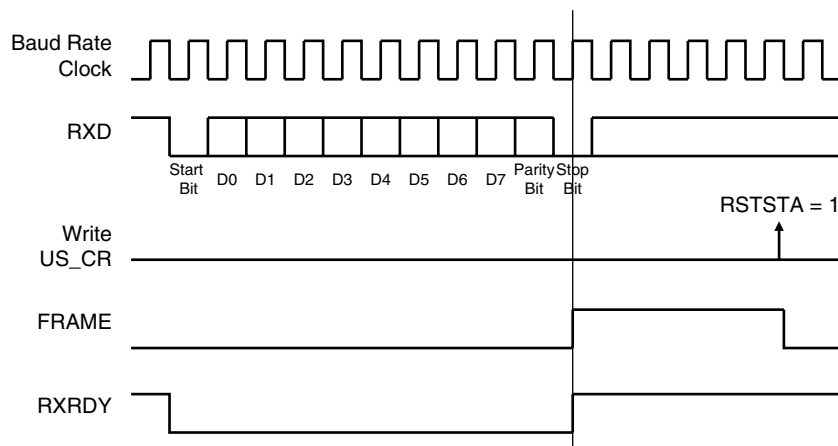 Baud Rate
Clock
RXD
Start
Bit
D0
D1
D2
D3
D4
D5
D6
D7
Parity
Bit
Stop
Bit
RSTSTA = 1
Write
US_CR
FRAME
RXRDY